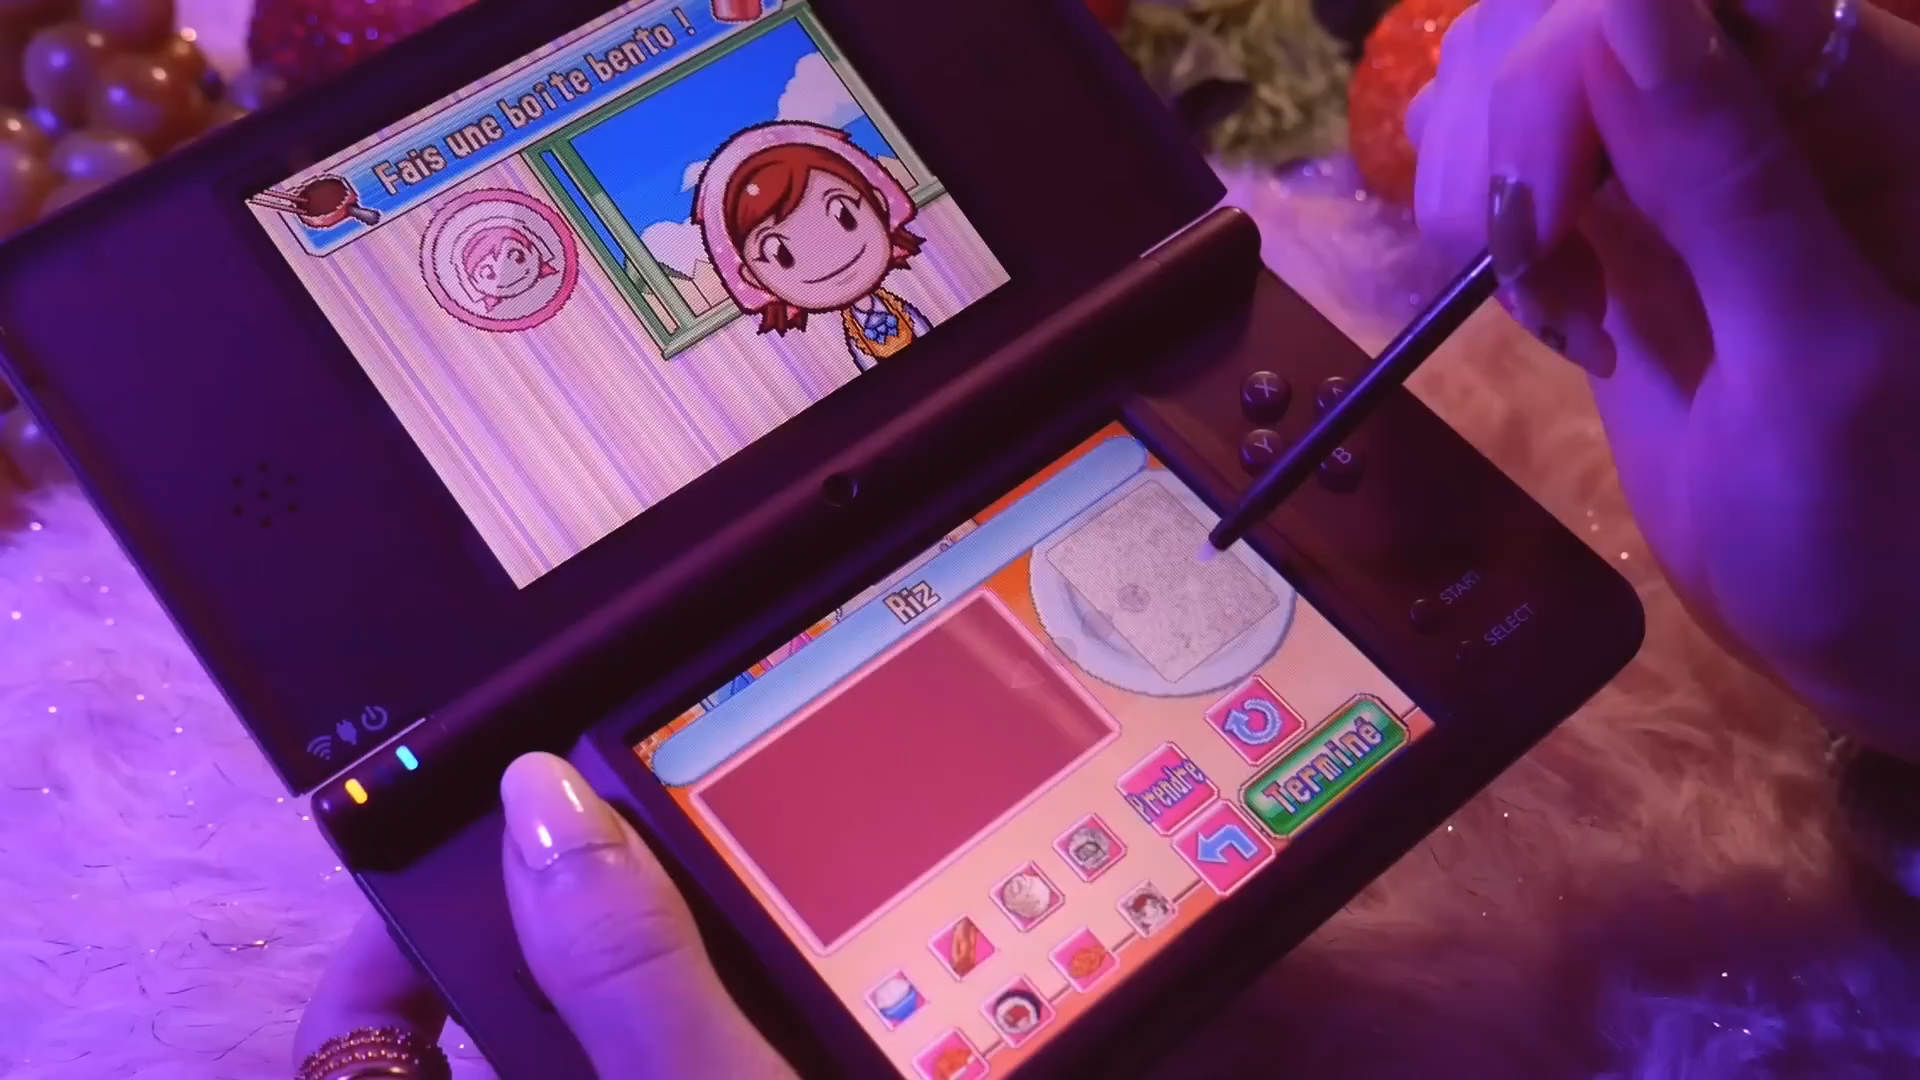 Fais une boîte bento !
X
A
Y
B
START
SELECT
Riz
Terminé
Prendre